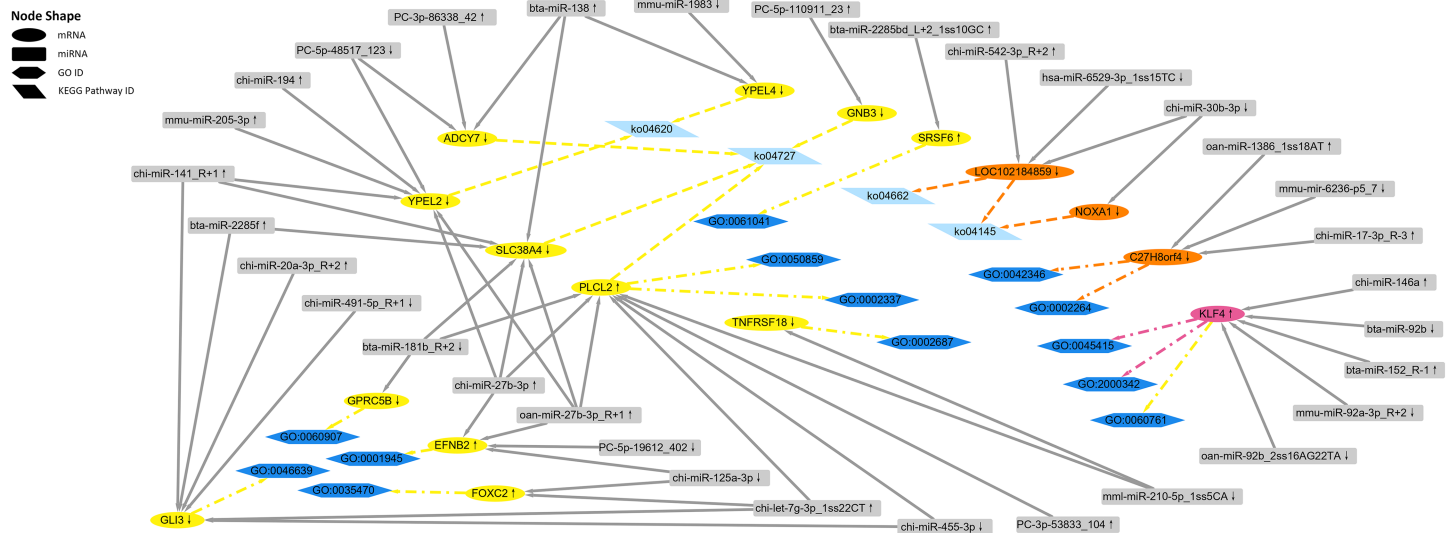 Node Shape
mRNA
miRNA
GO ID
KEGG Pathway ID
PC-3p-86338_42 ↑
bta-miR-138 ↑
mmu-miR-1983 ↓
PC-5p-110911_23 ↑
bta-miR-2285bd_L+2_1ss10GC ↑
PC-5p-48517_123 ↓
chi-miR-542-3p_R+2 ↑
chi-miR-194 ↑
hsa-miR-6529-3p_1ss15TC ↓
YPEL4 ↓
mmu-miR-205-3p ↑
ko04620
GNB3 ↓
chi-miR-30b-3p ↓
ADCY7 ↓
SRSF6 ↑
oan-miR-1386_1ss18AT ↑
ko04727
chi-miR-141_R+1 ↑
LOC102184859 ↓
mmu-mir-6236-p5_7 ↓
YPEL2 ↓
ko04662
NOXA1 ↓
bta-miR-2285f ↑
GO:0061041
ko04145
chi-miR-17-3p_R-3 ↑
SLC38A4 ↓
chi-miR-20a-3p_R+2 ↑
GO:0050859
C27H8orf4 ↓
GO:0042346
chi-miR-146a ↑
chi-miR-491-5p_R+1 ↓
PLCL2 ↑
GO:0002337
GO:0002264
KLF4 ↑
TNFRSF18 ↓
bta-miR-92b ↓
bta-miR-181b_R+2 ↓
GO:0002687
GO:0045415
bta-miR-152_R-1 ↑
chi-miR-27b-3p ↑
GO:2000342
GPRC5B ↓
oan-miR-27b-3p_R+1 ↑
GO:0060761
mmu-miR-92a-3p_R+2 ↓
GO:0060907
EFNB2 ↑
PC-5p-19612_402 ↓
GO:0001945
oan-miR-92b_2ss16AG22TA ↓
GO:0046639
chi-miR-125a-3p ↓
GO:0035470
FOXC2 ↑
mml-miR-210-5p_1ss5CA ↓
chi-let-7g-3p_1ss22CT ↑
GLI3 ↓
chi-miR-455-3p ↓
PC-3p-53833_104 ↑